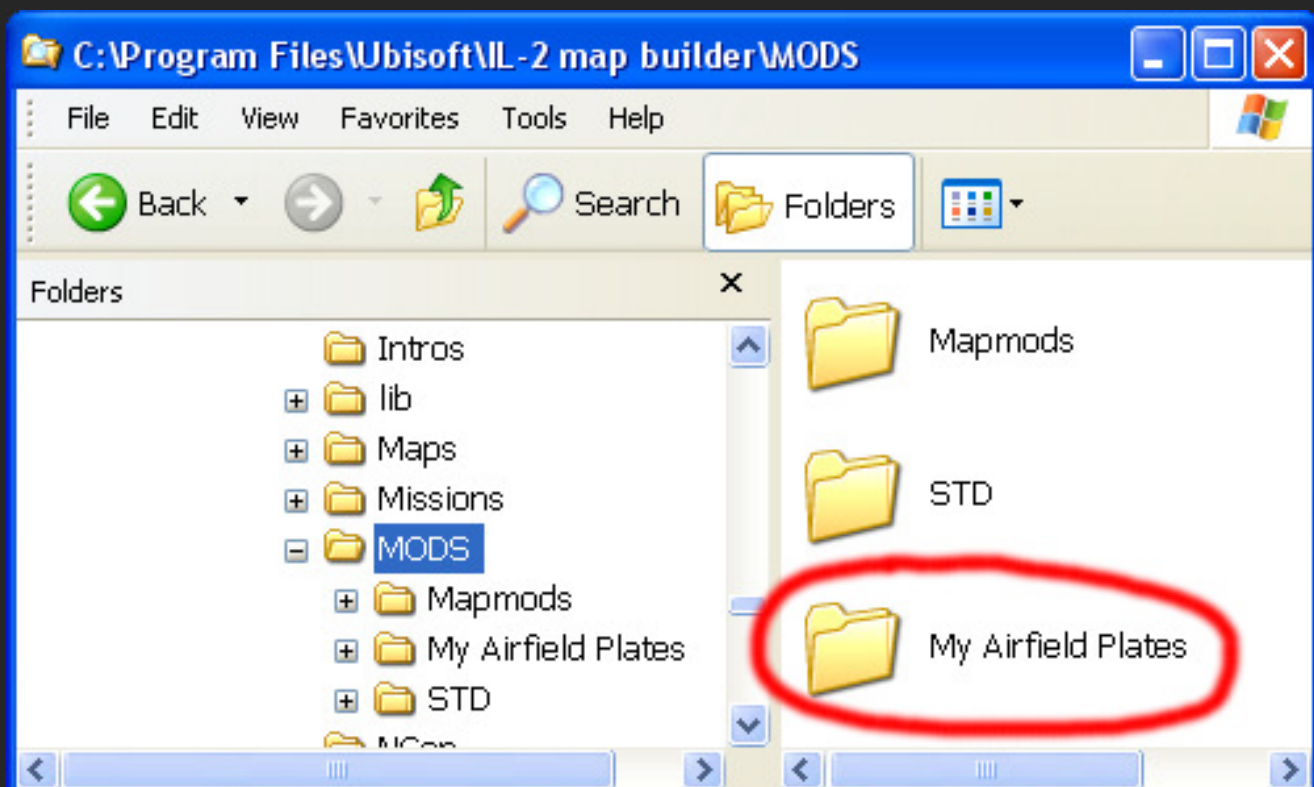 C:\Program Files\Ubisoft\IL-2 map builder\MODS
File Edit View Favorites Tools Help
Back Search Folders
Folders
Intros
lib
Maps
Missions
MODS
Mapmods
My Airfield Plates
STD
Mapmods
STD
My Airfield Plates